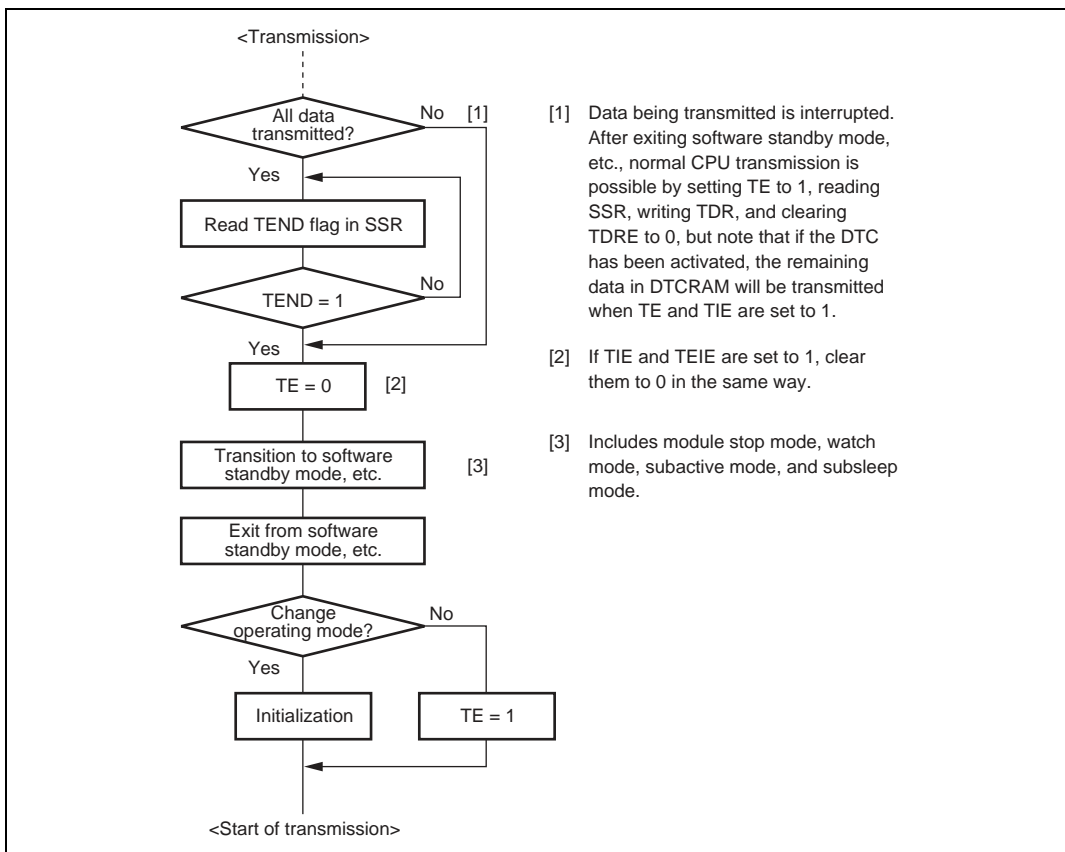 <Transmission>
All data
transmitted?
No [1]
Yes
Read TEND flag in SSR
TEND = 1
No
Yes
TE = 0
[2]
Transition to software
standby mode, etc.
[3]
Exit from software
standby mode, etc.
Change
operating mode?
No
Yes
Initialization
TE = 1
<Start of transmission>
[1] Data being transmitted is interrupted.
After exiting software standby mode,
etc., normal CPU transmission is
possible by setting TE to 1, reading
SSR, writing TDR, and clearing
TDRE to 0, but note that if the DTC
has been activated, the remaining
data in DTCRAM will be transmitted
when TE and TIE are set to 1.
[2] If TIE and TEIE are set to 1, clear
them to 0 in the same way.
[3] Includes module stop mode, watch
mode, subactive mode, and subsleep
mode.